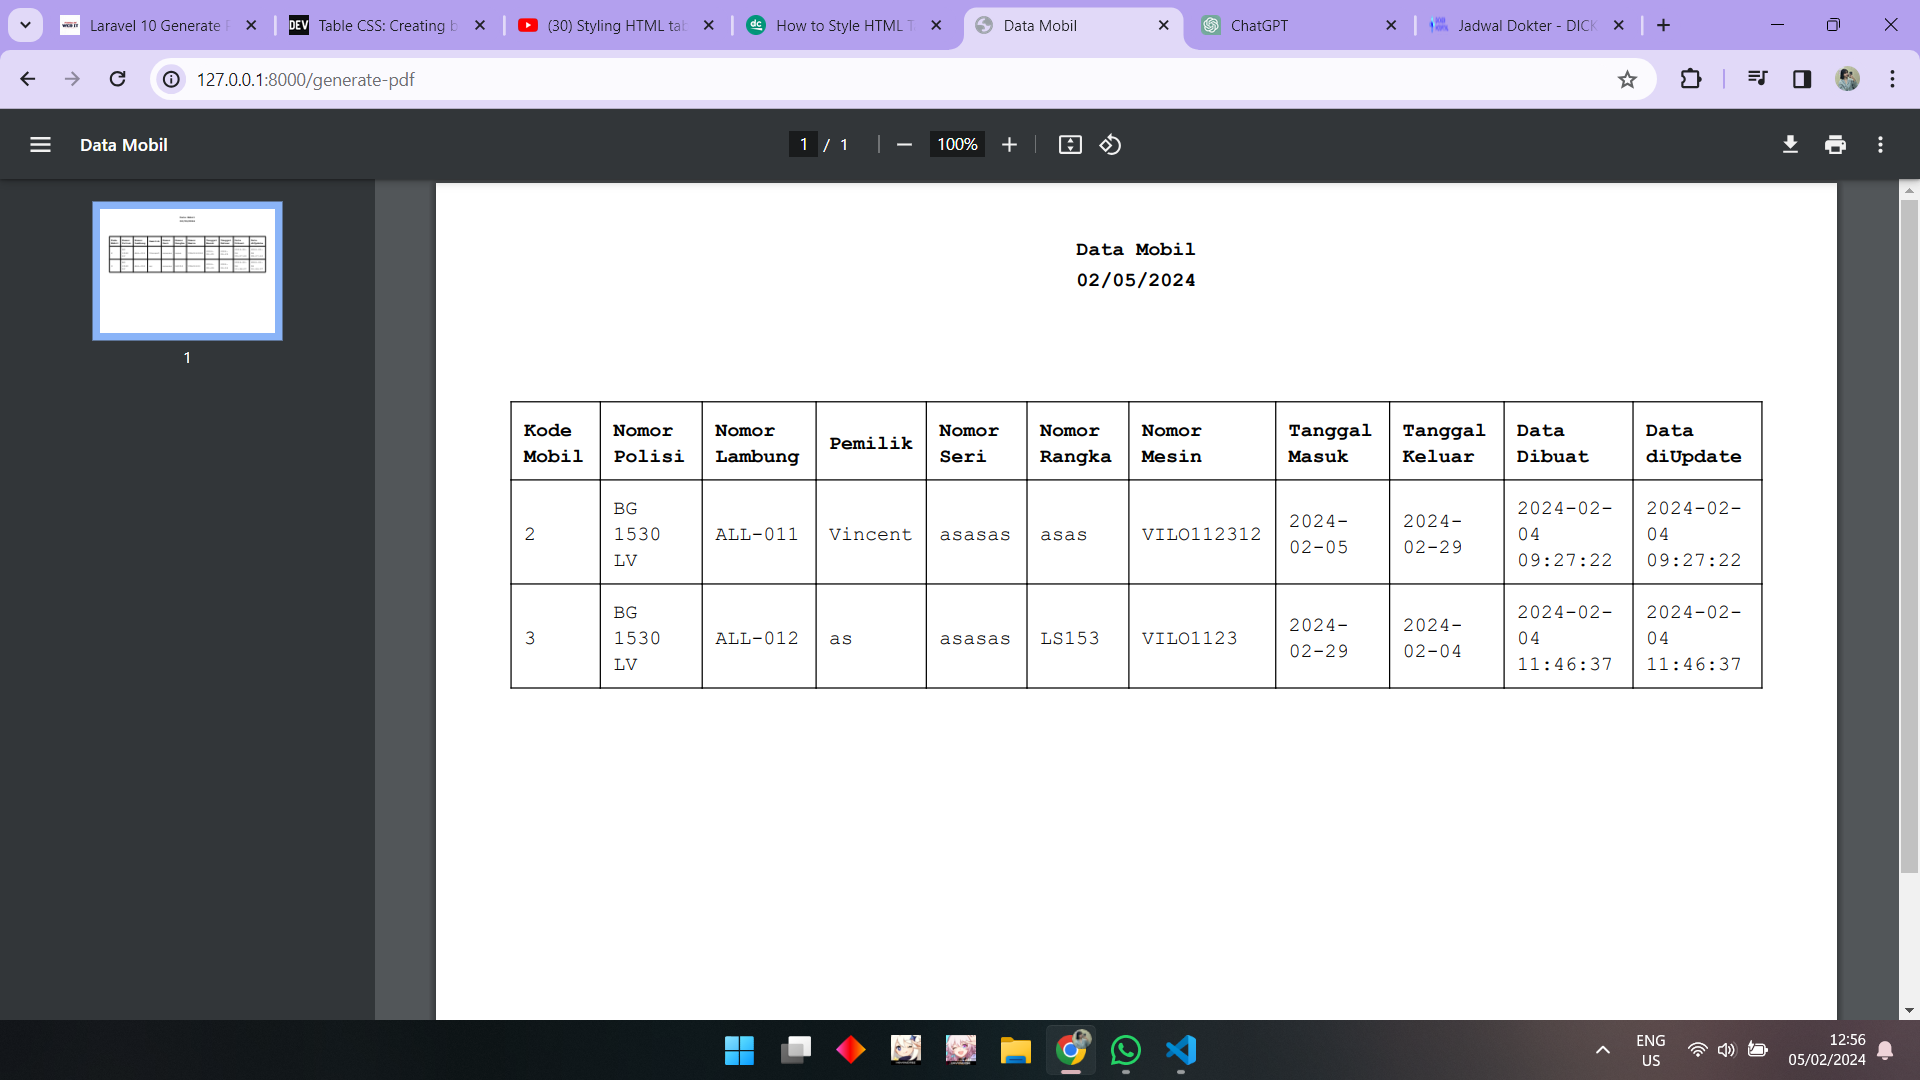 Laravel 10 Generate P
DEV Table CSS: Creating b
(30) Styling HTML tab
dc How to Style HTML T
Data Mobil
ChatGPT
Jadwal Dokter - DICK
127.0.0.1:8000/generate-pdf
Data Mobil
1 / 1
100%
1
Data Mobil
02/05/2024
Kode Mobil
Nomor Polisi
Nomor Lambung
Pemilik
Nomor Seri
Nomor Rangka
Nomor Mesin
Tanggal Masuk
Tanggal Keluar
Data Dibuat
Data diUpdate
2
BG 1530 LV
ALL-011
Vincent
asasas
asas
VILO112312
2024-02-05
2024-02-29
2024-02-04 09:27:22
2024-02-04 09:27:22
3
BG 1530 LV
ALL-012
as
asasas
LS153
VILO1123
2024-02-29
2024-02-04
2024-02-04 11:46:37
2024-02-04 11:46:37
ENG
US
12:56
05/02/2024